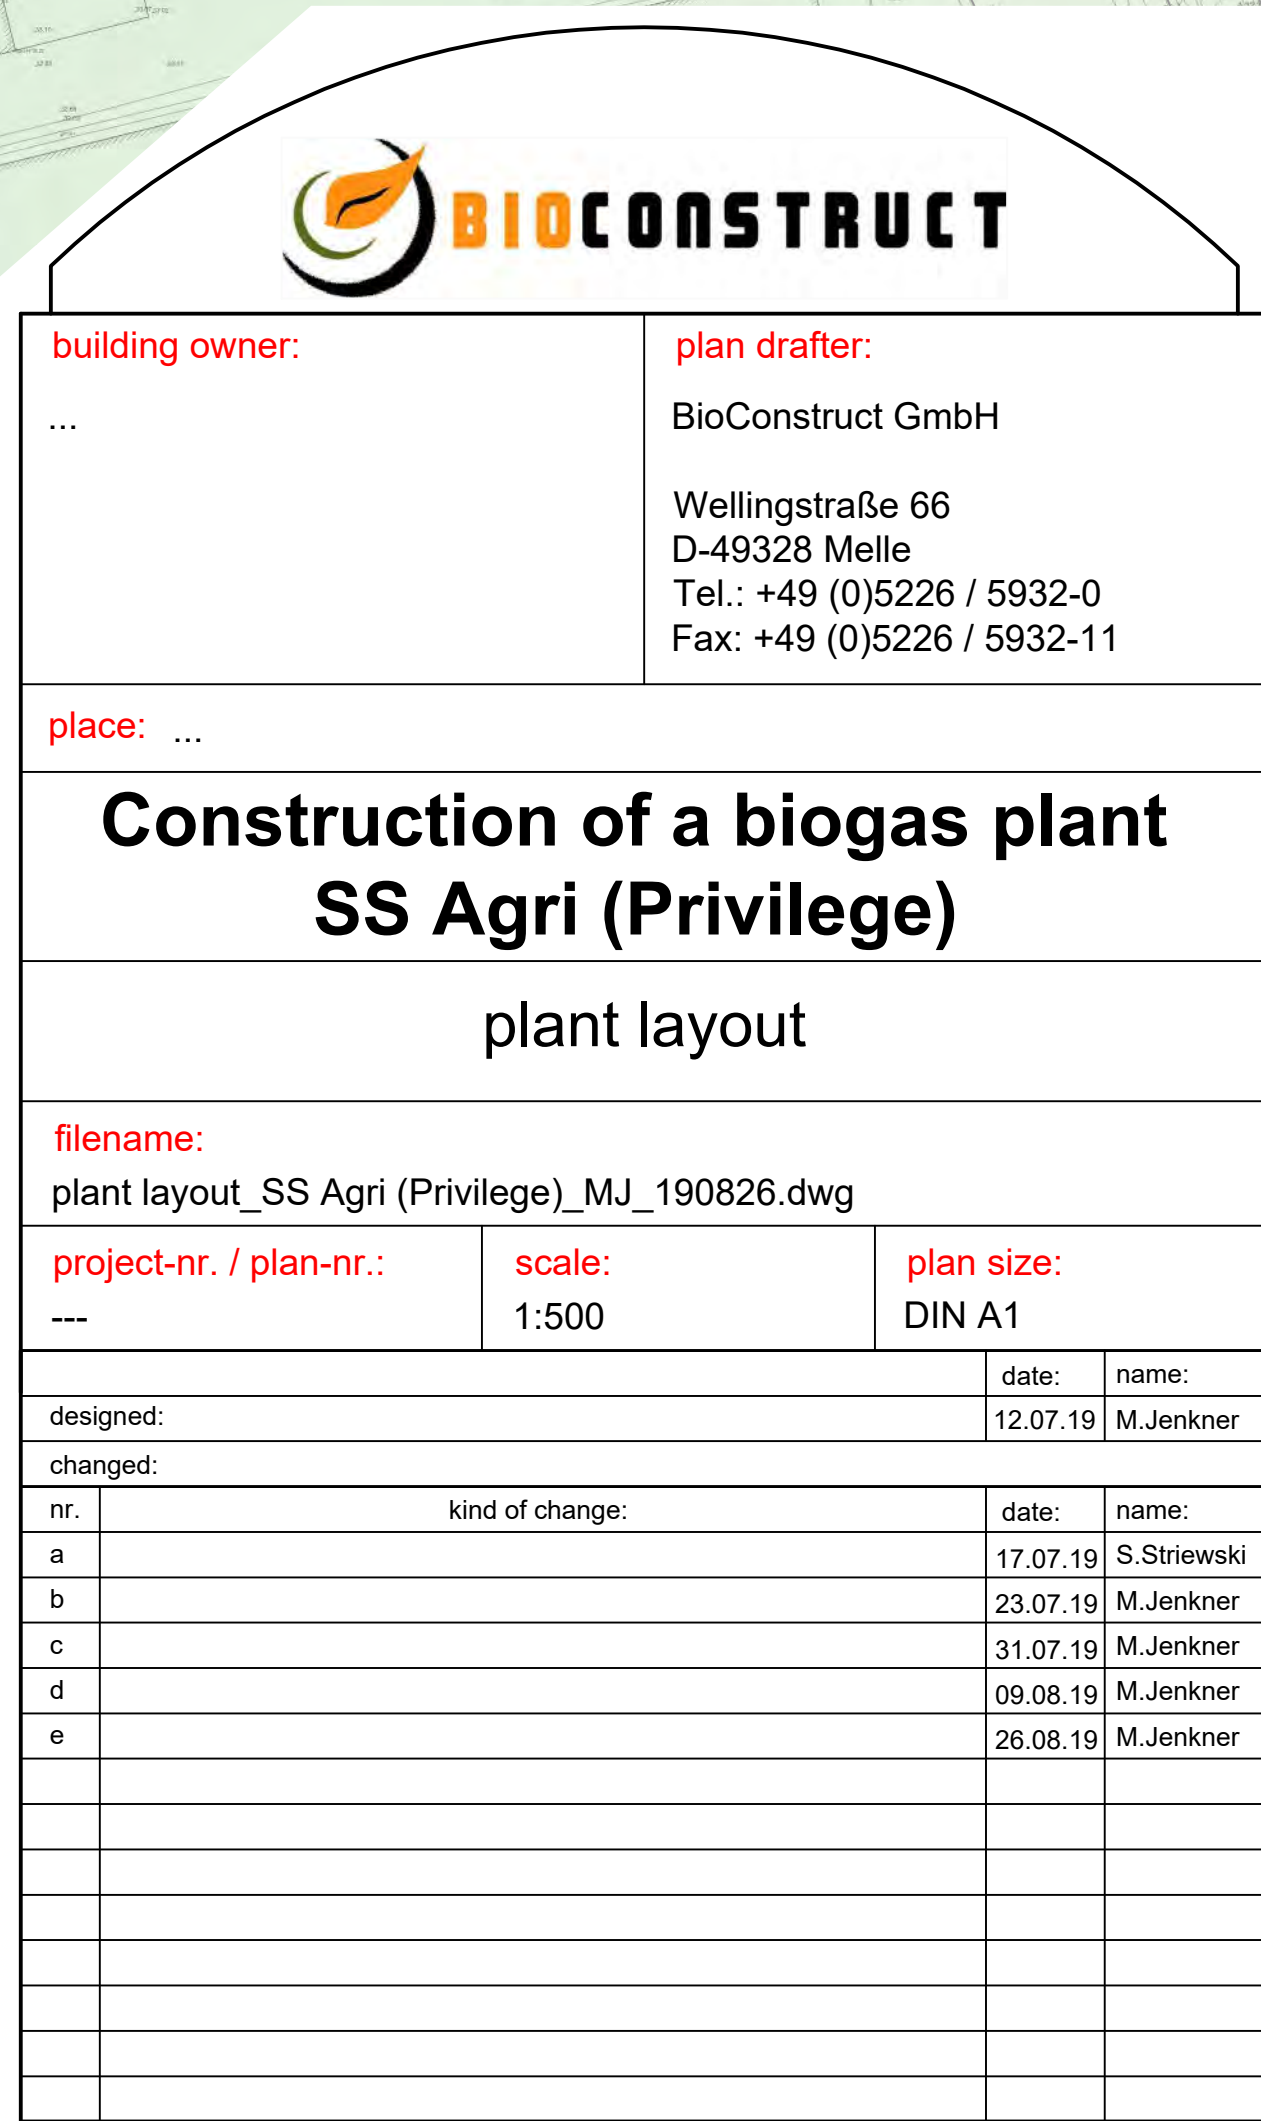 BIOCONSTRUCT
building owner:
...
plan drafter:
BioConstruct GmbH
Wellingstraße 66
D-49328 Melle
Tel.: +49 (0)5226 / 5932-0
Fax: +49 (0)5226 / 5932-11
place: ...
Construction of a biogas plant
SS Agri (Privilege)
plant layout
filename:
plant layout_SS Agri (Privilege)_MJ_190826.dwg
project-nr. / plan-nr.:
---
scale:
1:500
plan size:
DIN A1
date: name:
designed: 12.07.19 M.Jenkner
changed:
nr. kind of change: date: name:
a 17.07.19 S.Striewski
b 23.07.19 M.Jenkner
c 31.07.19 M.Jenkner
d 09.08.19 M.Jenkner
e 26.08.19 M.Jenkner